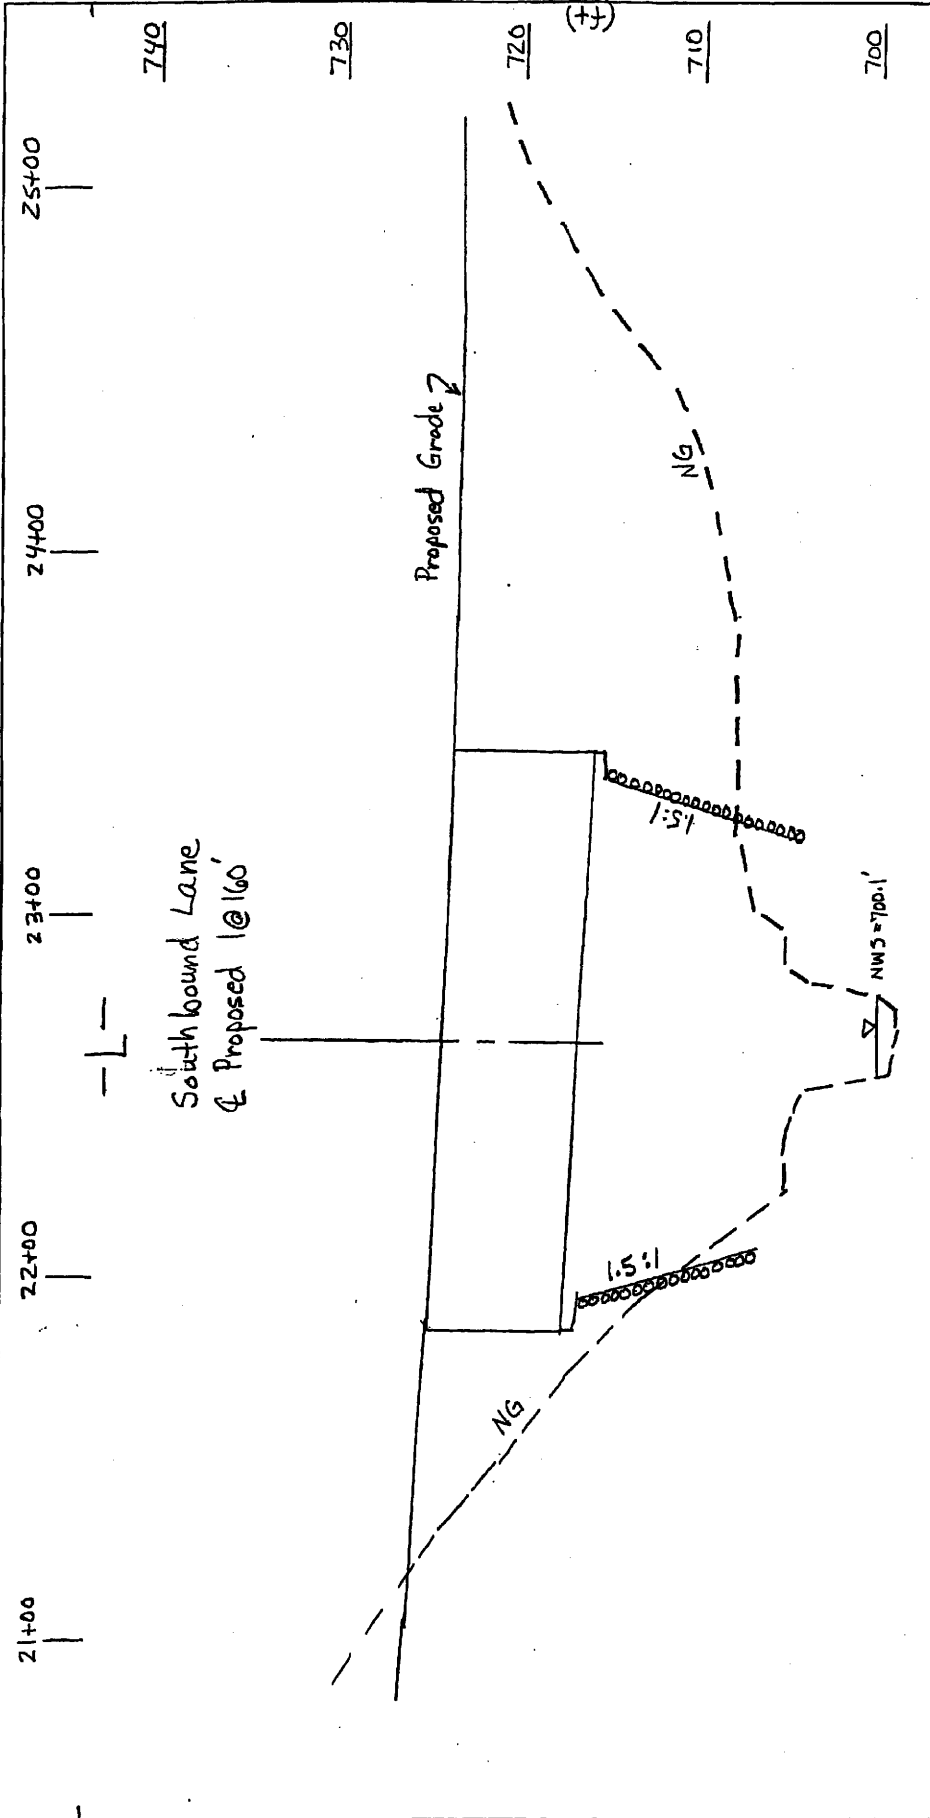 740
730
720
(ft)
710
700
21+00
22+00
23+00
24+00
25+00
-L-
Southbound Lane
℄ Proposed 1@160'
Proposed Grade
NG
NG
1.5:1
1.5:1
NWS=700.1'